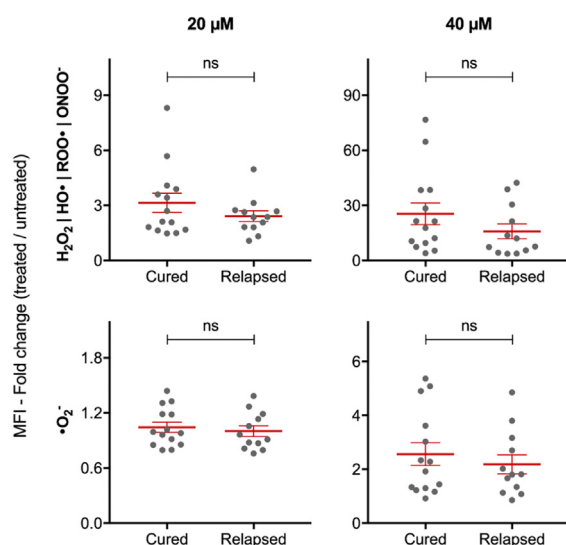 20 µM
40 µM
MFI - Fold change (treated / untreated)
H₂O₂ | HO• | ROO• | ONOO⁻
ns
9
6
3
0
Cured
Relapsed
ns
90
60
30
0
Cured
Relapsed
•O₂⁻
ns
1.8
1.2
0.6
0.0
Cured
Relapsed
ns
6
4
2
0
Cured
Relapsed